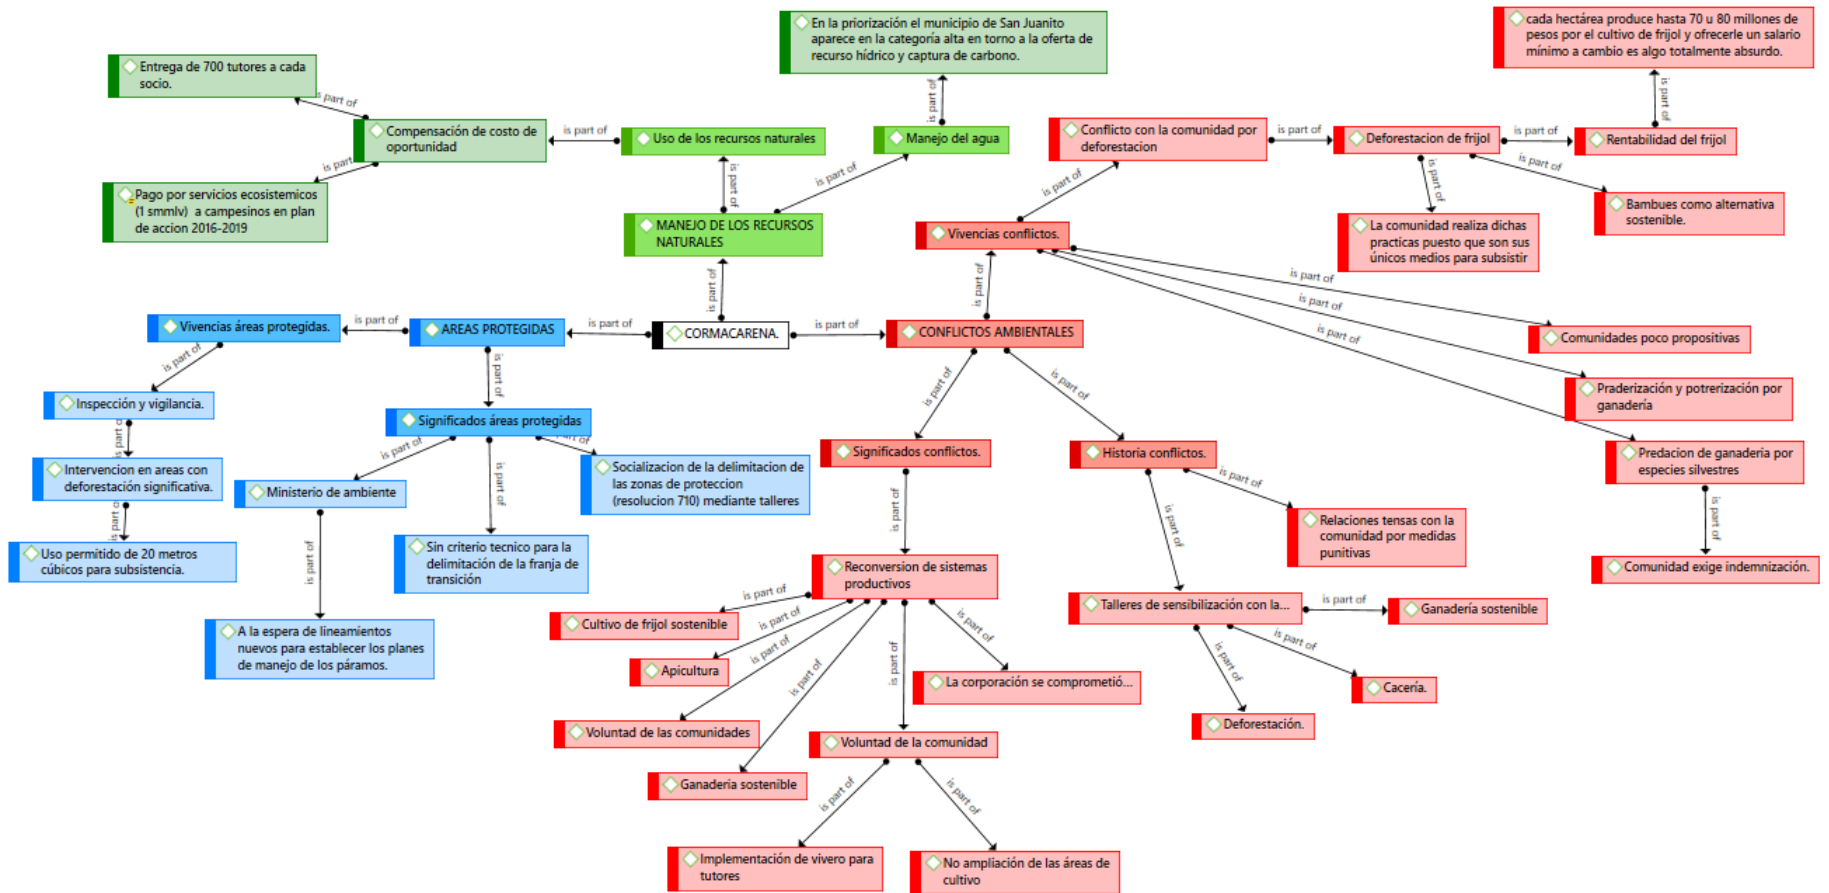 En la priorización el municipio de San Juanito
aparece en la categoría alta en torno a la oferta de
recurso hídrico y captura de carbono.
cada hectárea produce hasta 70 u 80 millones de
pesos por el cultivo de frijol y ofrecerle un salario
mínimo a cambio es algo totalmente absurdo.
Entrega de 700 tutores a cada
socio.
is part of
is part of
is part of
Compensación de costo de
oportunidad
is part of
Uso de los recursos naturales
Manejo del agua
Conflicto con la comunidad por
deforestacion
is part of
Deforestacion de frijol
is part of
Rentabilidad del frijol
is part
is part of
is part of
is part of
is part of
is part of
Pago por servicios ecosistemicos
(1 smmlv) a campesinos en plan
de accion 2016-2019
MANEJO DE LOS RECURSOS
NATURALES
Vivencias conflictos.
La comunidad realiza dichas
practicas puesto que son sus
únicos medios para subsistir
Bambues como alternativa
sostenible.
is part of
is part of
is part of
is part of
is part of
Vivencias áreas protegidas.
is part of
AREAS PROTEGIDAS
is part of
CORMACARENA.
is part of
CONFLICTOS AMBIENTALES
Comunidades poco propositivas
is part of
is part of
is part of
is part of
Praderización y potrerización por
ganadería
Inspección y vigilancia.
Significados áreas protegidas
is part of
is part of
is part of
part of
Significados conflictos.
Historia conflictos.
Predacion de ganaderia por
especies silvestres
Intervencion en areas con
deforestación significativa.
Ministerio de ambiente
Socializacion de la delimitacion de
las zonas de proteccion
(resolucion 710) mediante talleres
is part of
is part of
is part of
is part of
is part of
Relaciones tensas con la
comunidad por medidas
punitivas
Uso permitido de 20 metros
cúbicos para subsistencia.
Sin criterio tecnico para la
delimitación de la franja de
transición
is part of
is part of
Reconversion de sistemas
productivos
Comunidad exige indemnización.
Talleres de sensibilización con la...
is part of
Ganadería sostenible
is part of
is part of
is part of
is part of
is part of
is part of
Cultivo de frijol sostenible
A la espera de lineamientos
nuevos para establecer los planes
de manejo de los páramos.
Apicultura
La corporación se comprometió...
is part of
is part of
Cacería.
Deforestación.
Voluntad de las comunidades
Voluntad de la comunidad
Ganaderia sostenible
is part of
is part of
Implementación de vivero para
tutores
No ampliación de las áreas de
cultivo